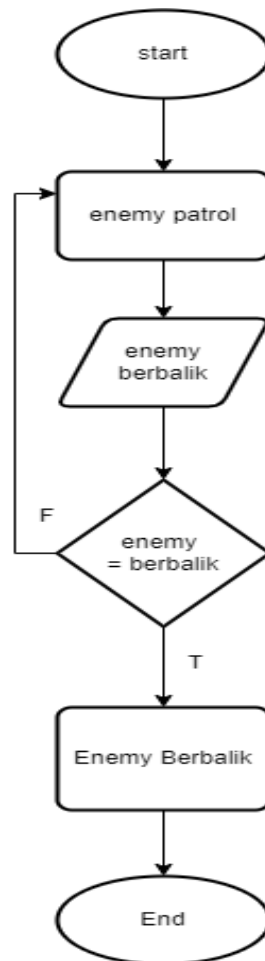 start
enemy patrol
enemy
berbalik
F
enemy
= berbalik
T
Enemy Berbalik
End